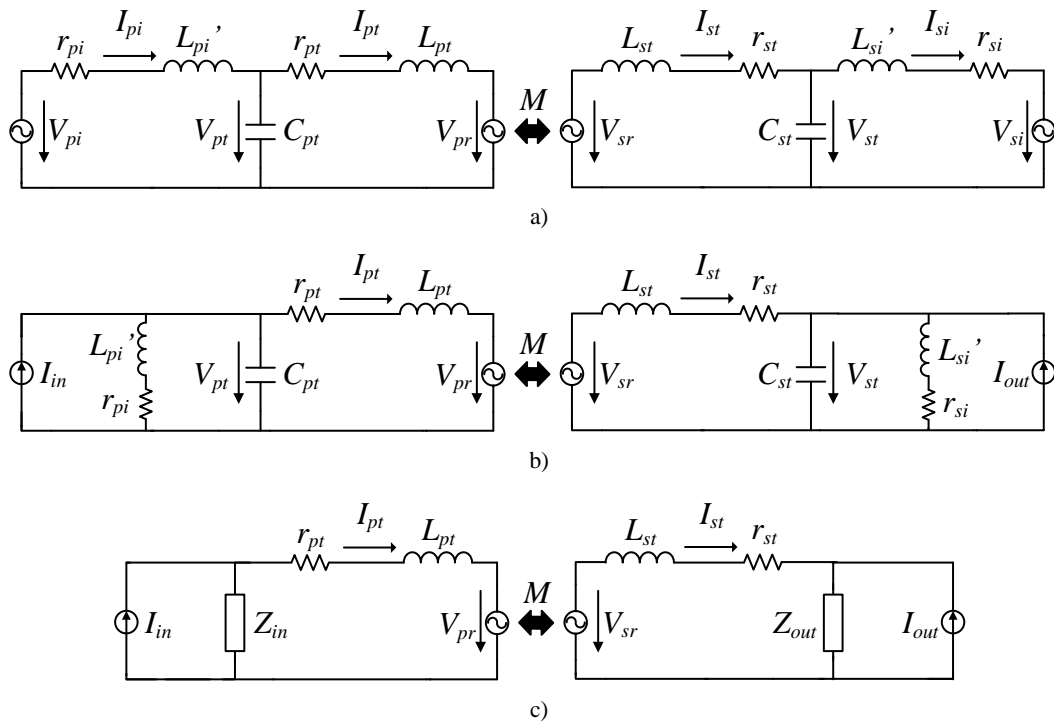 r_pi I_pi L_pi’ r_pt I_pt L_pt L_st I_st r_st L_si’ I_si r_si
V_pi V_pt C_pt V_pr M V_sr C_st V_st V_si
a)
r_pt I_pt L_pt L_st I_st r_st
I_in L_pi’ r_pi V_pt C_pt V_pr M V_sr C_st V_st L_si’ r_si I_out
b)
r_pt I_pt L_pt L_st I_st r_st
I_in Z_in V_pr M V_sr Z_out I_out
c)